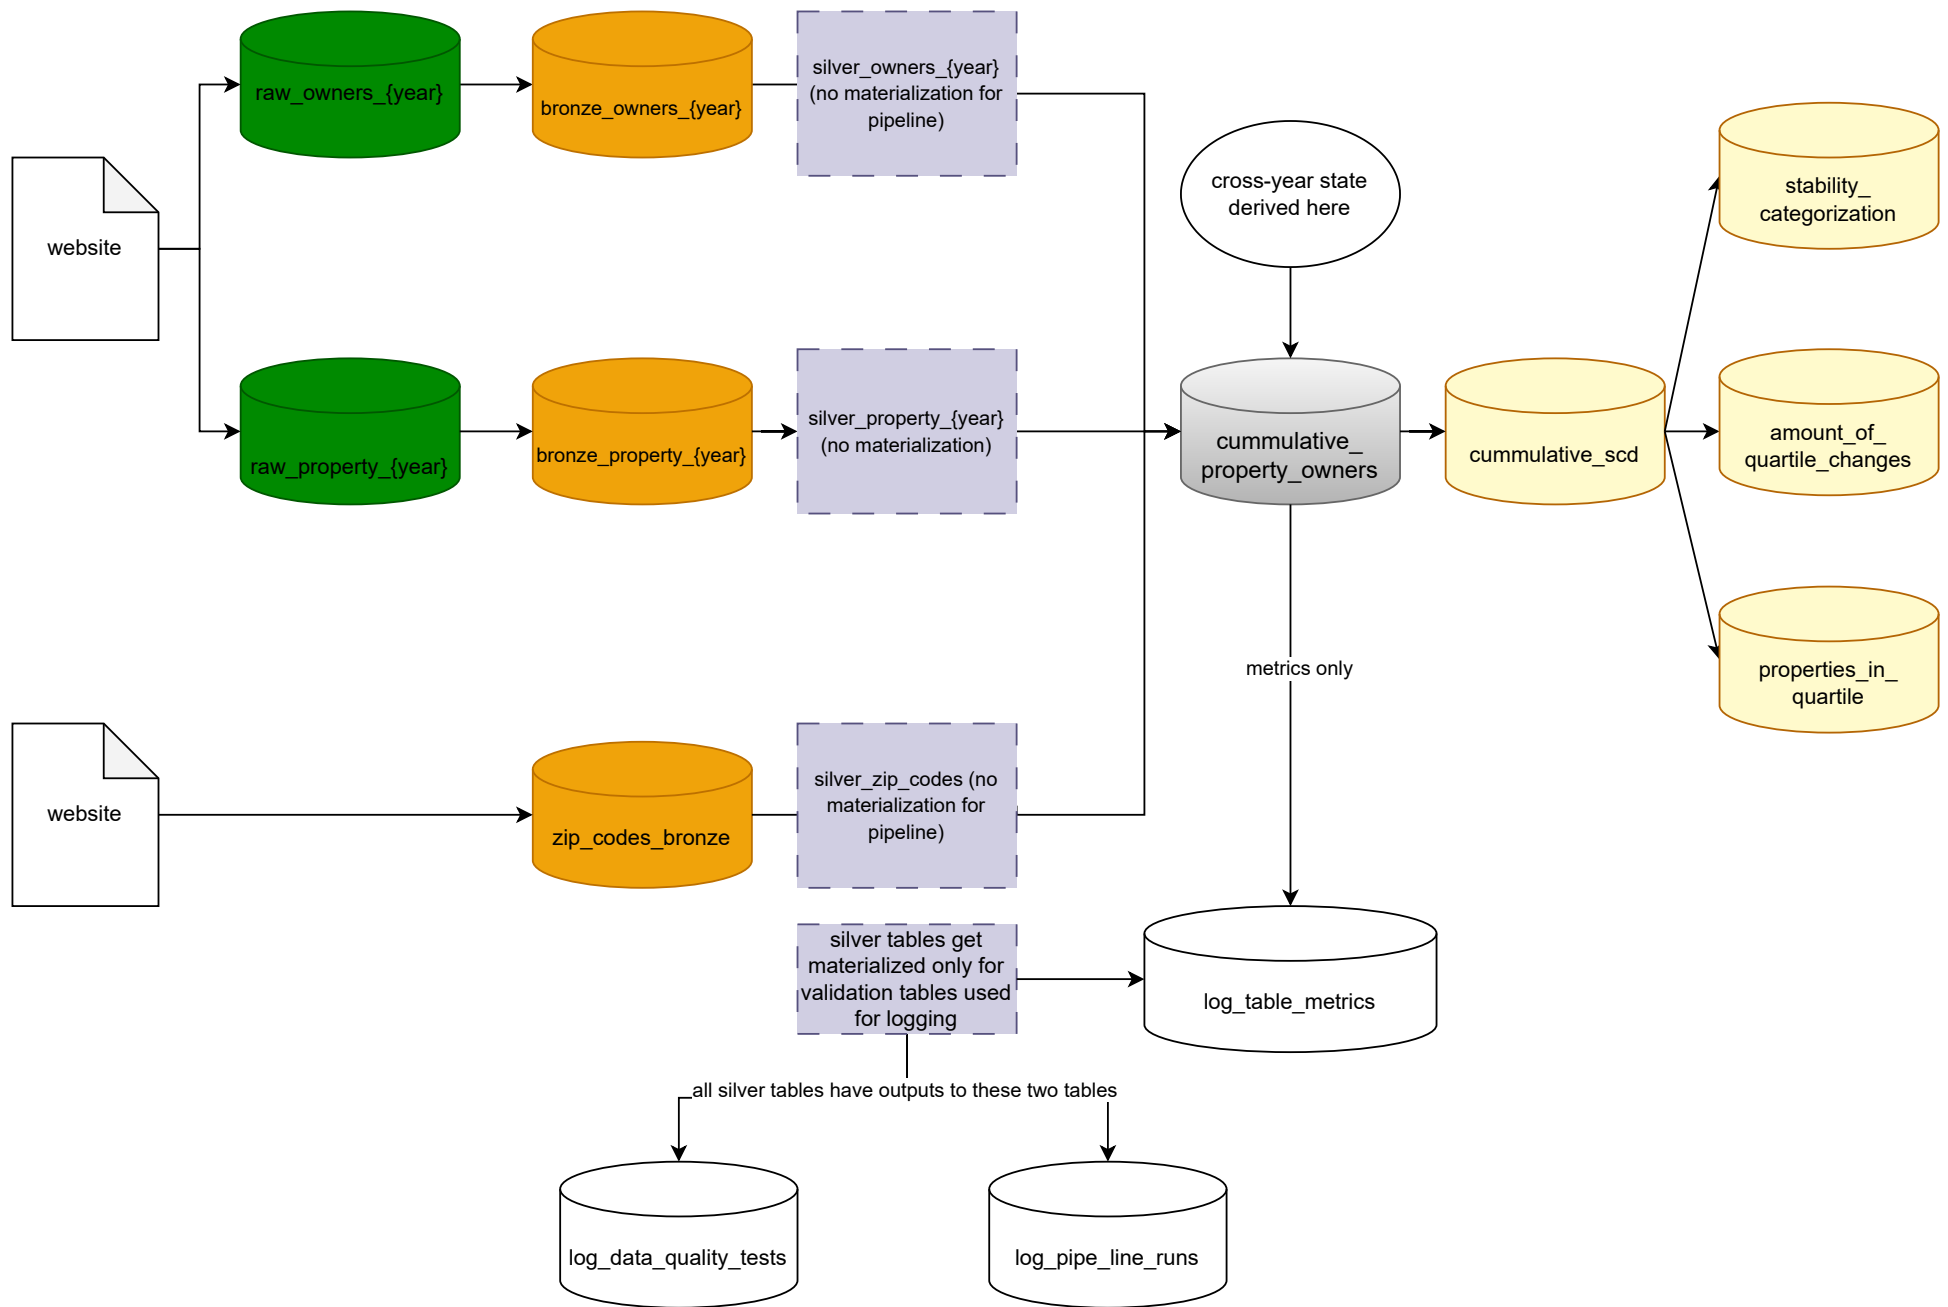 website
raw_owners_{year}
bronze_owners_{year}
silver_owners_{year}
(no materialization for
pipeline)
raw_property_{year}
bronze_property_{year}
silver_property_{year}
(no materialization)
cross-year state
derived here
cummulative_
property_owners
cummulative_scd
stability_
categorization
amount_of_
quartile_changes
properties_in_
quartile
metrics only
website
zip_codes_bronze
silver_zip_codes (no
materialization for
pipeline)
silver tables get
materialized only for
validation tables used
for logging
log_table_metrics
all silver tables have outputs to these two tables
log_data_quality_tests
log_pipe_line_runs